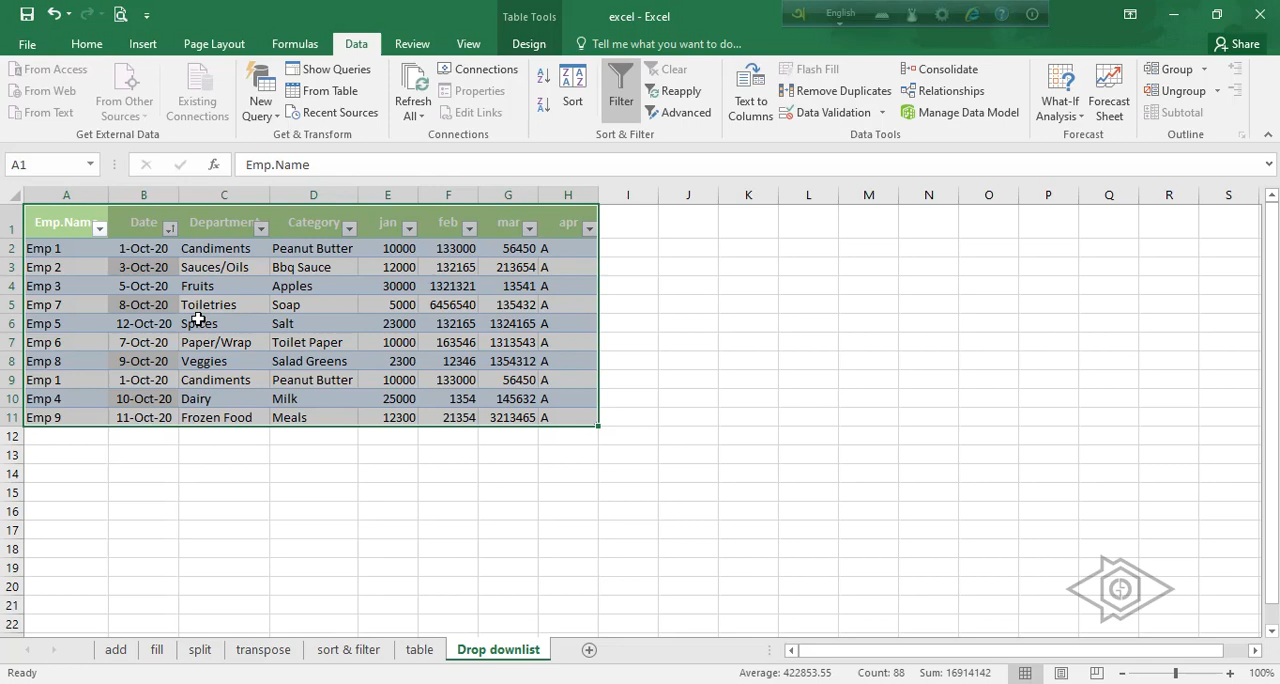 Table Tools
excel - Excel
English
File Home Insert Page Layout Formulas Data Review View Design Tell me what you want to do... Share
From Access
From Web
From Text
From Other Sources
Existing Connections
Get External Data
New Query
Show Queries
From Table
Recent Sources
Get & Transform
Refresh All
Connections
Properties
Edit Links
Connections
Sort
Filter
Clear
Reapply
Advanced
Sort & Filter
Text to Columns
Flash Fill
Remove Duplicates
Data Validation
Consolidate
Relationships
Manage Data Model
Data Tools
What-If Analysis
Forecast Sheet
Forecast
Group
Ungroup
Subtotal
Outline
A1 fx Emp.Name
A B C D E F G H I J K L M N O P Q R S
1 Emp.Nam Date Department Category jan feb mar apr
2 Emp 1 1-Oct-20 Candiments Peanut Butter 10000 133000 56450 A
3 Emp 2 3-Oct-20 Sauces/Oils Bbq Sauce 12000 132165 213654 A
4 Emp 3 5-Oct-20 Fruits Apples 30000 1321321 13541 A
5 Emp 7 8-Oct-20 Toiletries Soap 5000 6456540 135432 A
6 Emp 5 12-Oct-20 Spices Salt 23000 132165 1324165 A
7 Emp 6 7-Oct-20 Paper/Wrap Toilet Paper 10000 163546 1313543 A
8 Emp 8 9-Oct-20 Veggies Salad Greens 2300 12346 1354312 A
9 Emp 1 1-Oct-20 Candiments Peanut Butter 10000 133000 56450 A
10 Emp 4 10-Oct-20 Dairy Milk 25000 1354 145632 A
11 Emp 9 11-Oct-20 Frozen Food Meals 12300 21354 3213465 A
12
13
14
15
16
17
18
19
20
21
22
add fill split transpose sort & filter table Drop downlist
Ready Average: 422853.55 Count: 88 Sum: 16914142 100%